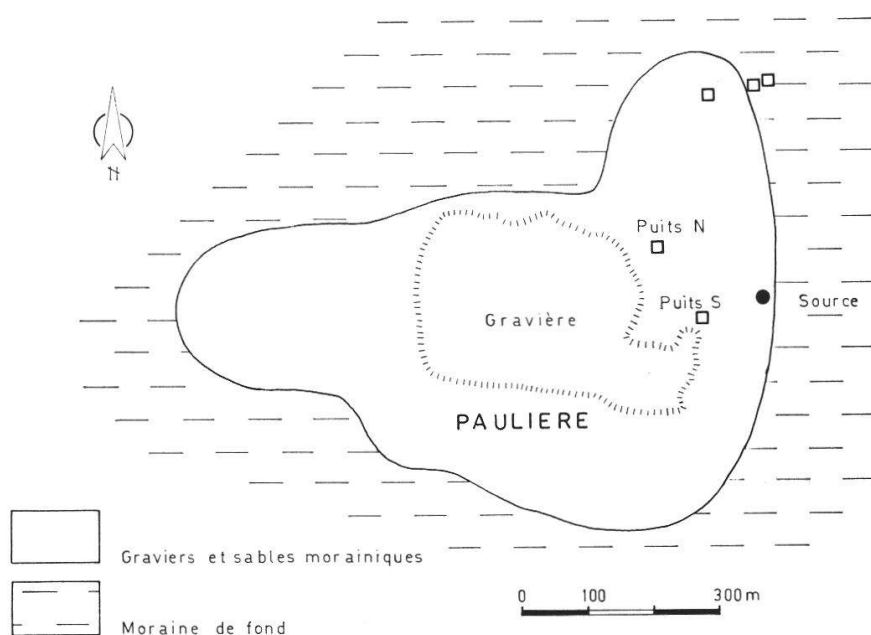 N
Puits N
Puits S
Source
Gravière
PAULIERE
Graviers et sables morainiques
Moraine de fond
0 100 300m